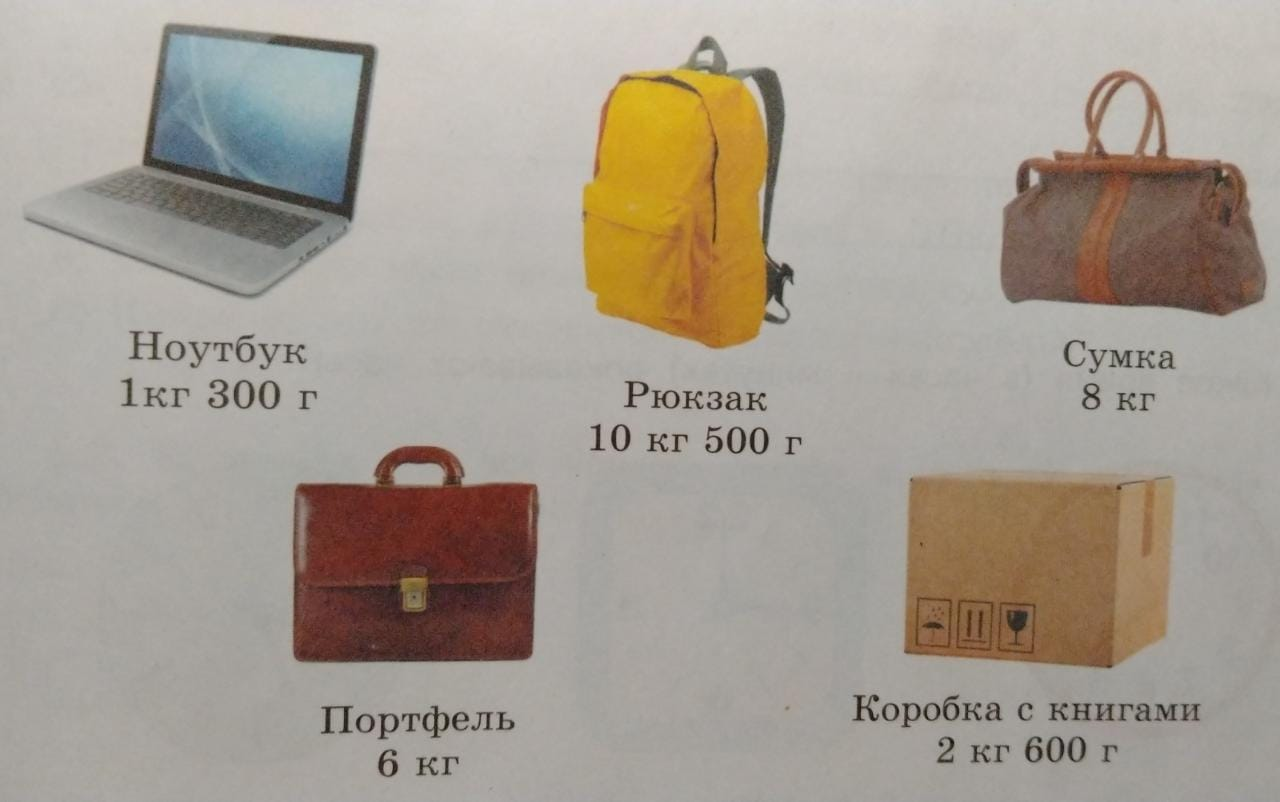 Ноутбук
1кг 300 г
Рюкзак
10 кг 500 г
Сумка
8 кг
Портфель
6 кг
Коробка с книгами
2 кг 600 г